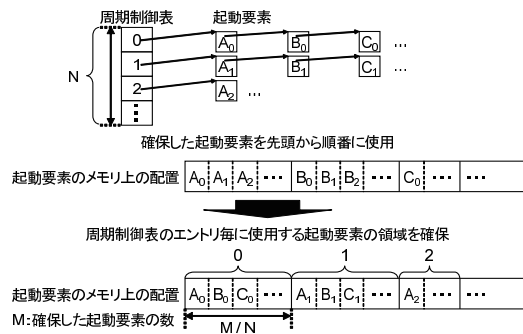 周期制御表 起動要素
0 A0 B0 C0 …
N 1 A1 B1 C1 …
2 A2 …
⋮
確保した起動要素を先頭から順番に使用
起動要素のメモリ上の配置 A0 A1 A2 … B0 B1 B2 … C0 … …
周期制御表のエントリ毎に使用する起動要素の領域を確保
0 1 2
起動要素のメモリ上の配置 A0 B0 C0 … A1 B1 C1 … A2 … …
M:確保した起動要素の数 M/N